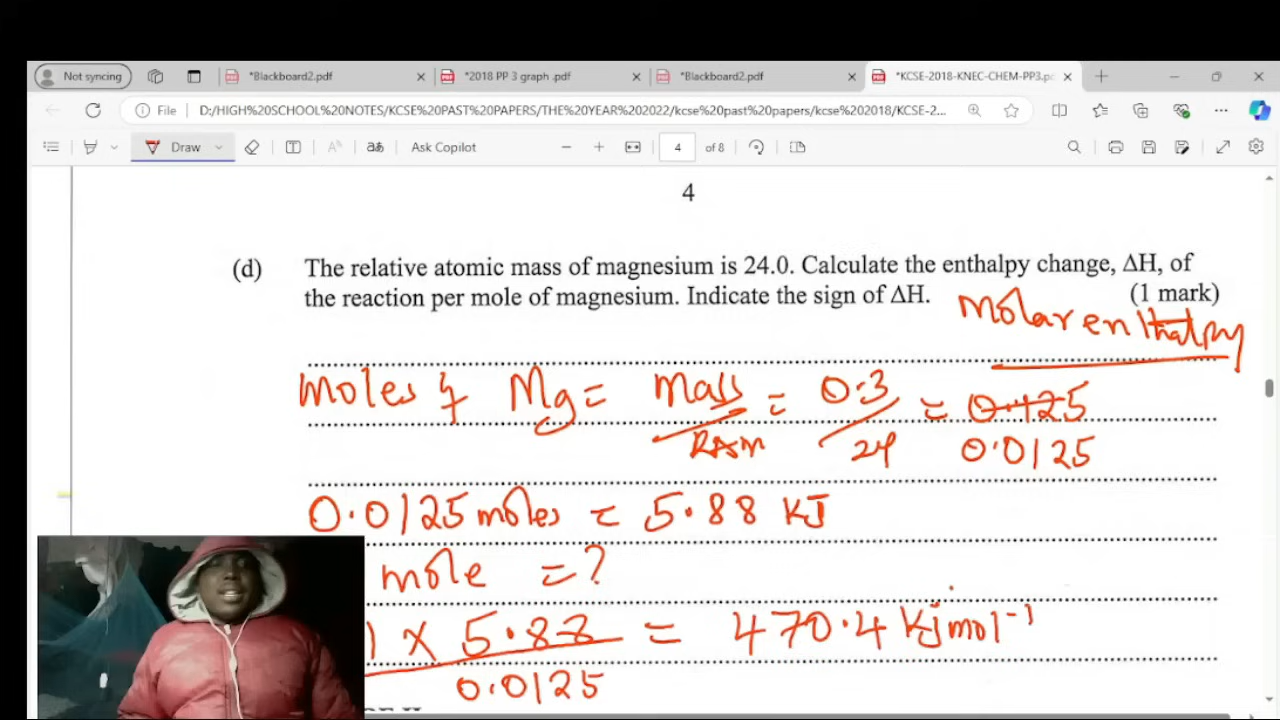 Not syncing
*Blackboard2.pdf
*2018 PP 3 graph .pdf
*Blackboard2.pdf
*KCSE-2018-KNEC-CHEM-PP3.p
File
D:/HIGH%20SCHOOL%20NOTES/KCSE%20PAST%20PAPERS/THE%20YEAR%202022/kcse%20past%20papers/kcse%202018/KCSE-2...
Draw
Ask Copilot
4 of 8
4
(d) The relative atomic mass of magnesium is 24.0. Calculate the enthalpy change, ΔH, of
the reaction per mole of magnesium. Indicate the sign of ΔH. (1 mark)
molar enthalpy
moles of Mg = mass/RAM = 0.3/24 = 0.125
0.0125
0.0125 moles = 5.88 KJ
mole = ?
1 x 5.88/0.0125 = 470.4 KJmol-1